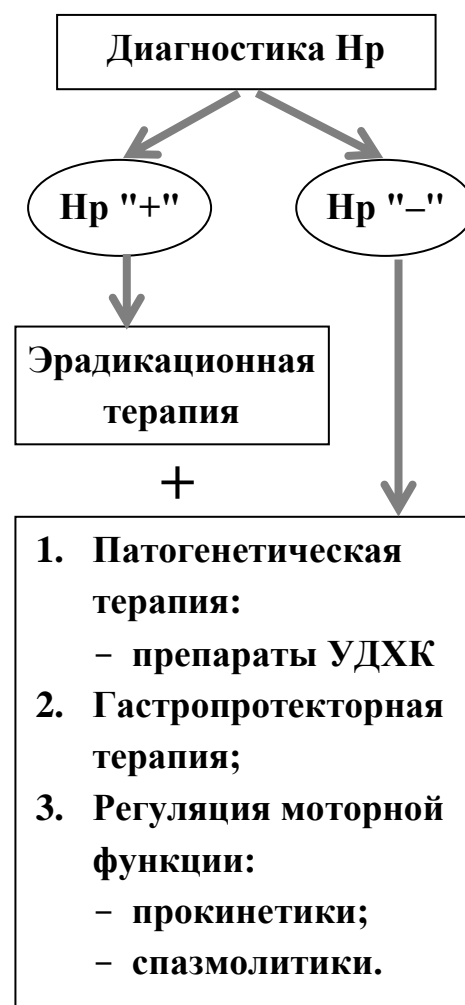 Диагностика Нр
Нр "+"
Нр "–"
Эрадикационная
терапия
+
1. Патогенетическая
терапия:
– препараты УДХК
2. Гастропротекторная
терапия;
3. Регуляция моторной
функции:
– прокинетики;
– спазмолитики.